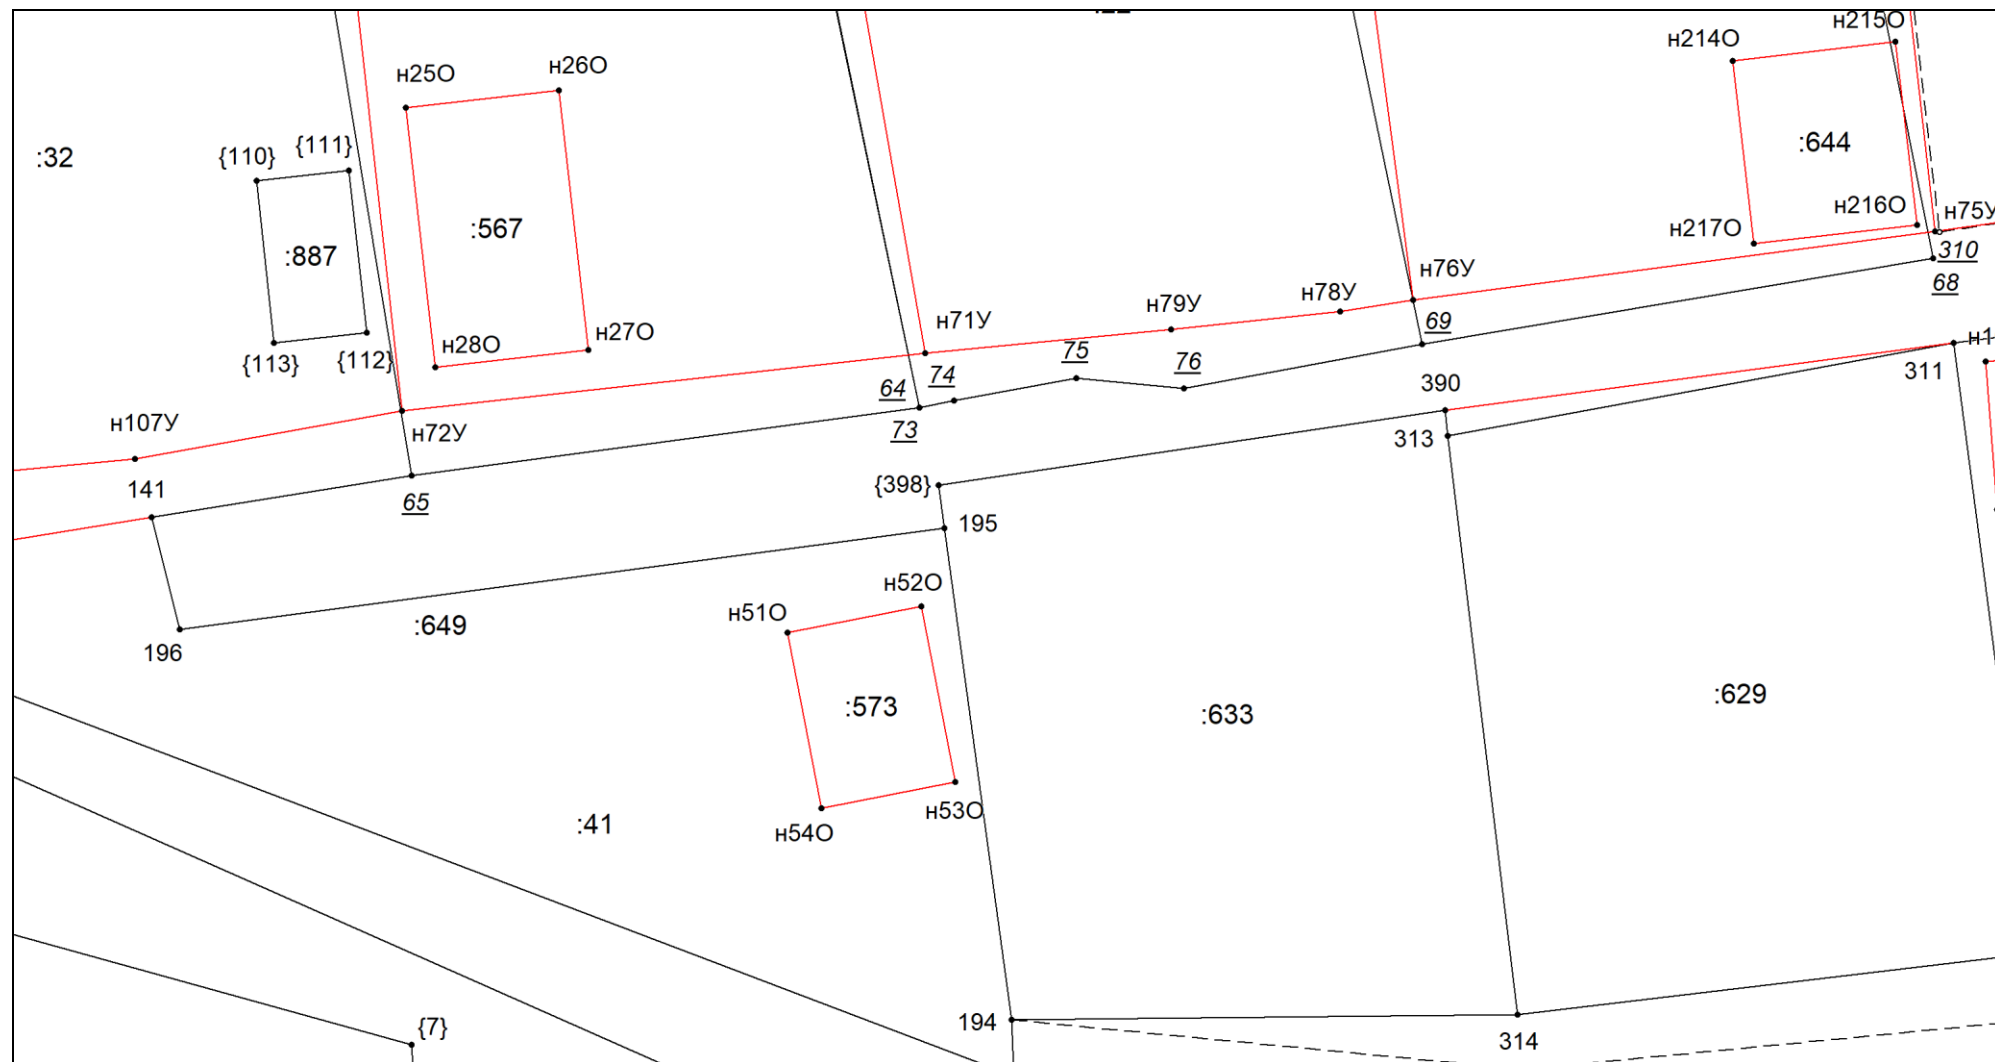 н215О
н214О
н26О
н25О
:644
{111}
{110}
:32
н216О
н75У
н217О
:567
310
:887
68
н76У
н78У
н79У
69
н71У
н1
н27О
н28О
75
311
{112}
{113}
76
74
64
390
н107У
н72У
73
313
{398}
141
65
195
н52О
н51О
:649
196
:629
:573
:633
н53О
:41
н54О
194
{7}
314